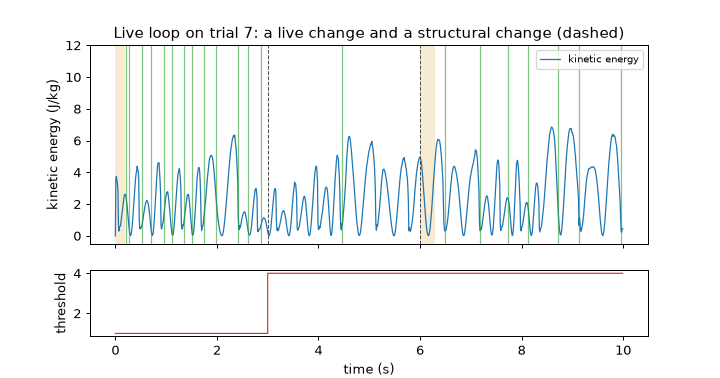 Live loop on trial 7: a live change and a structural change (dashed)
12
10
8
6
4
2
0
kinetic energy (J/kg)
kinetic energy
4
2
threshold
0 2 4 6 8 10
time (s)